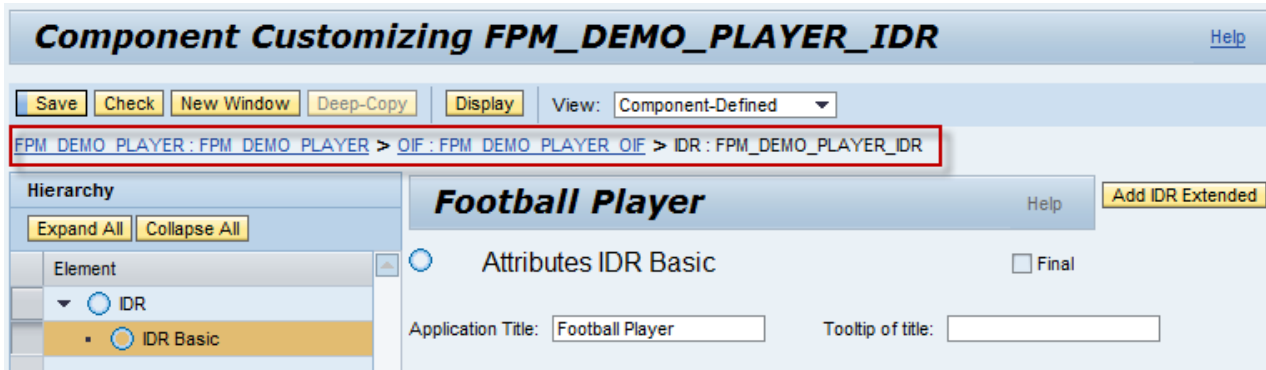 Component Customizing FPM_DEMO_PLAYER_IDR Help
Save Check New Window Deep-Copy Display View: Component-Defined
FPM_DEMO_PLAYER : FPM_DEMO_PLAYER > OIF : FPM_DEMO_PLAYER_OIF > IDR : FPM_DEMO_PLAYER_IDR
Hierarchy
Expand All Collapse All
Element
IDR
IDR Basic
Football Player Help Add IDR Extended
Attributes IDR Basic Final
Application Title: Football Player Tooltip of title: